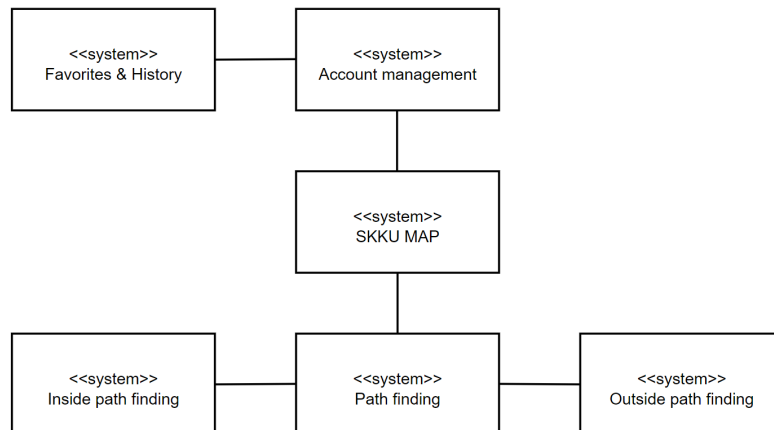 <<system>>
Favorites & History
<<system>>
Account management
<<system>>
SKKU MAP
<<system>>
Inside path finding
<<system>>
Path finding
<<system>>
Outside path finding